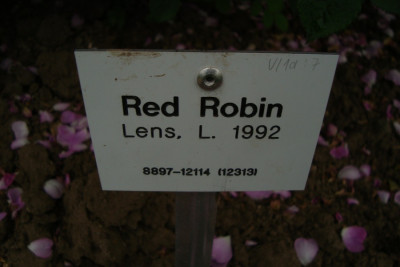 Red Robin
Lens, L. 1992
8897-12114 (12313)